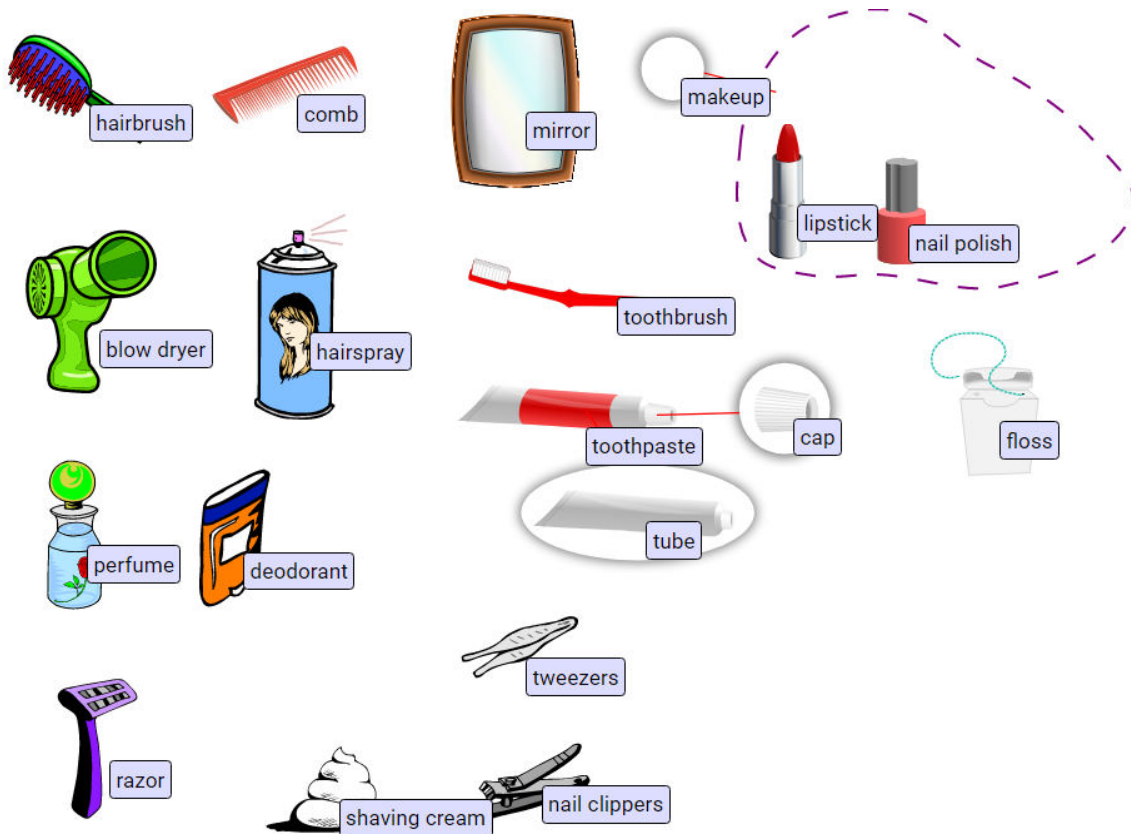 hairbrush
comb
mirror
makeup
lipstick
nail polish
blow dryer
hairspray
toothbrush
toothpaste
cap
floss
tube
perfume
deodorant
tweezers
razor
shaving cream
nail clippers